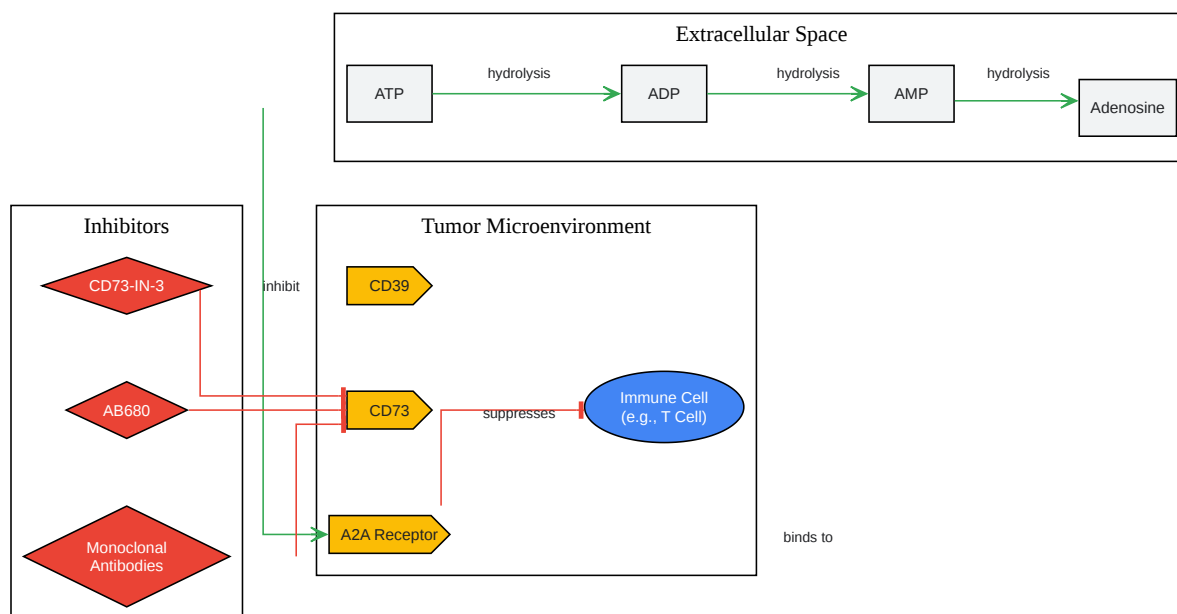 Extracellular Space
hydrolysis
hydrolysis
hydrolysis
ATP
ADP
AMP
Adenosine
Inhibitors
Tumor Microenvironment
CD73-IN-3
inhibit
CD39
AB680
CD73
suppresses
Immune Cell
(e.g., T Cell)
Monoclonal
Antibodies
A2A Receptor
binds to